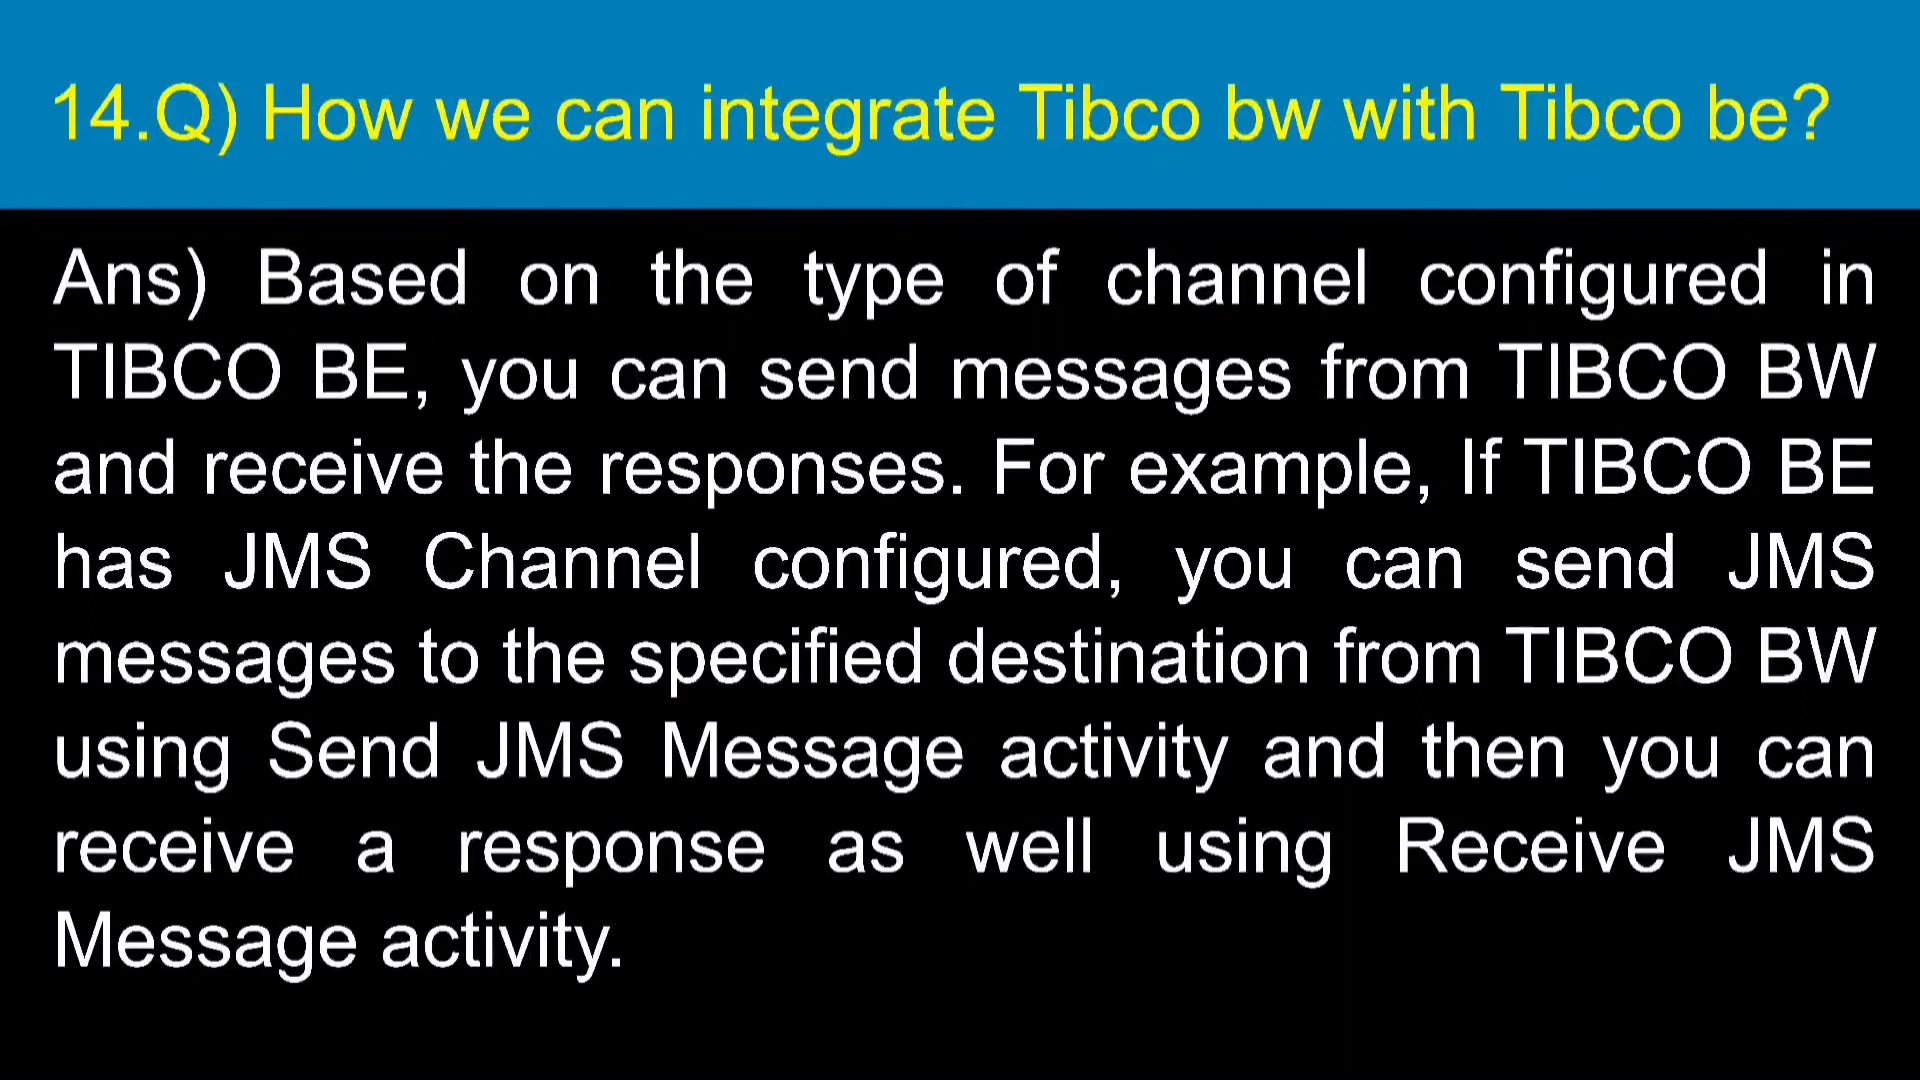 14.Q) How we can integrate Tibco bw with Tibco be?
Ans) Based on the type of channel configured in
TIBCO BE, you can send messages from TIBCO BW
and receive the responses. For example, If TIBCO BE
has JMS Channel configured, you can send JMS
messages to the specified destination from TIBCO BW
using Send JMS Message activity and then you can
receive a response as well using Receive JMS
Message activity.